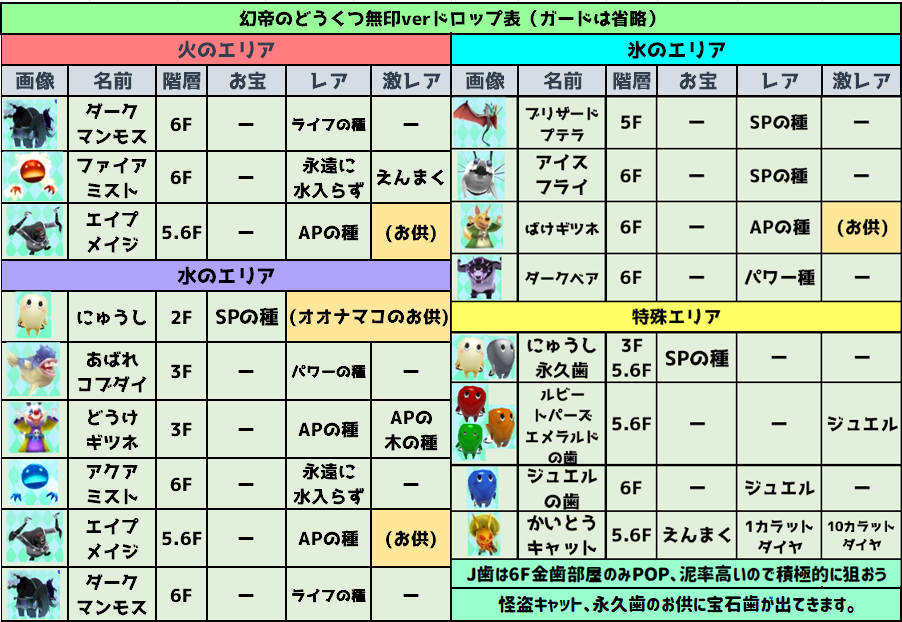 幻帝のどうくつ無印verドロップ表（ガードは省略）
火のエリア
画像 名前 階層 お宝 レア 激レア
ダークマンモス 6F ー ライフの種 ー
ファイアミスト 6F ー 永遠に水入らず えんまく
エイプメイジ 5.6F ー APの種 (お供)
水のエリア
にゅうし 2F SPの種 (オオナマコのお供)
あばれコブダイ 3F ー パワーの種 ー
どうけギツネ 3F ー APの種 APの木の種
アクアミスト 6F ー 永遠に水入らず ー
エイプメイジ 5.6F ー APの種 (お供)
ダークマンモス 6F ー ライフの種 ー
氷のエリア
画像 名前 階層 お宝 レア 激レア
ブリザードプテラ 5F ー SPの種 ー
アイスフライ 6F ー SPの種 ー
ばけギツネ 6F ー APの種 (お供)
ダークベア 6F ー パワー種 ー
特殊エリア
にゅうし永久歯 3F 5.6F SPの種 ー ー
ルビートパーズエメラルドの歯 5.6F ー ー ジュエル
ジュエルの歯 6F ー ジュエル ー
かいとうキャット 5.6F えんまく 1カラットダイヤ 10カラットダイヤ
J歯は6F金歯部屋のみPOP、泥率高いので積極的に狙おう
怪盗キャット、永久歯のお供に宝石歯が出てきます。